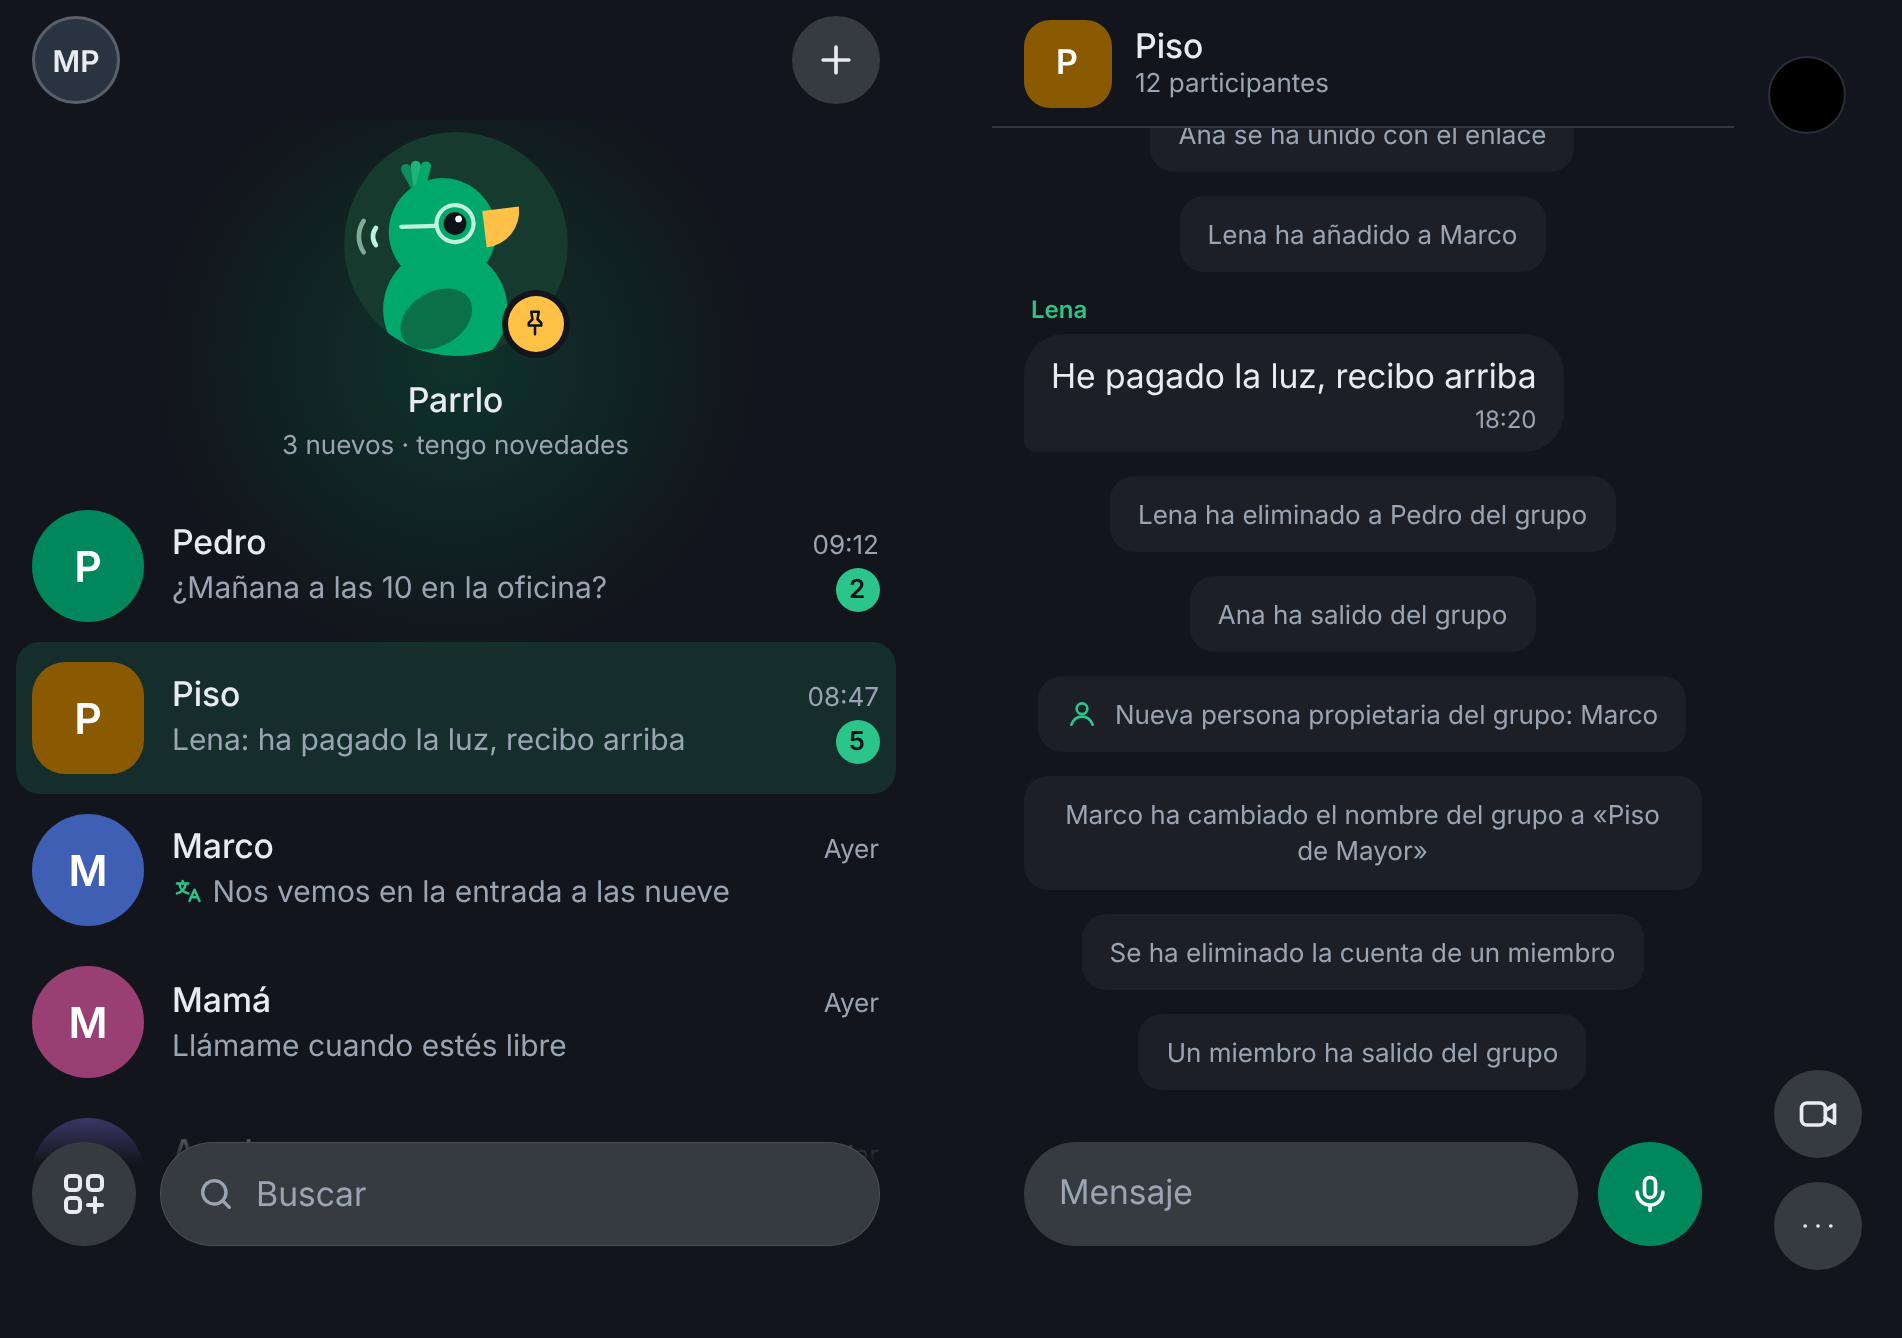 MP
Parrlo
3 nuevos · tengo novedades
P
Pedro
09:12
¿Mañana a las 10 en la oficina?
2
P
Piso
08:47
Lena: ha pagado la luz, recibo arriba
5
M
Marco
Ayer
Nos vemos en la entrada a las nueve
M
Mamá
Ayer
Llámame cuando estés libre
Buscar
P
Piso
12 participantes
Ana se ha unido con el enlace
Lena ha añadido a Marco
Lena
He pagado la luz, recibo arriba
18:20
Lena ha eliminado a Pedro del grupo
Ana ha salido del grupo
Nueva persona propietaria del grupo: Marco
Marco ha cambiado el nombre del grupo a «Piso
de Mayor»
Se ha eliminado la cuenta de un miembro
Un miembro ha salido del grupo
Mensaje